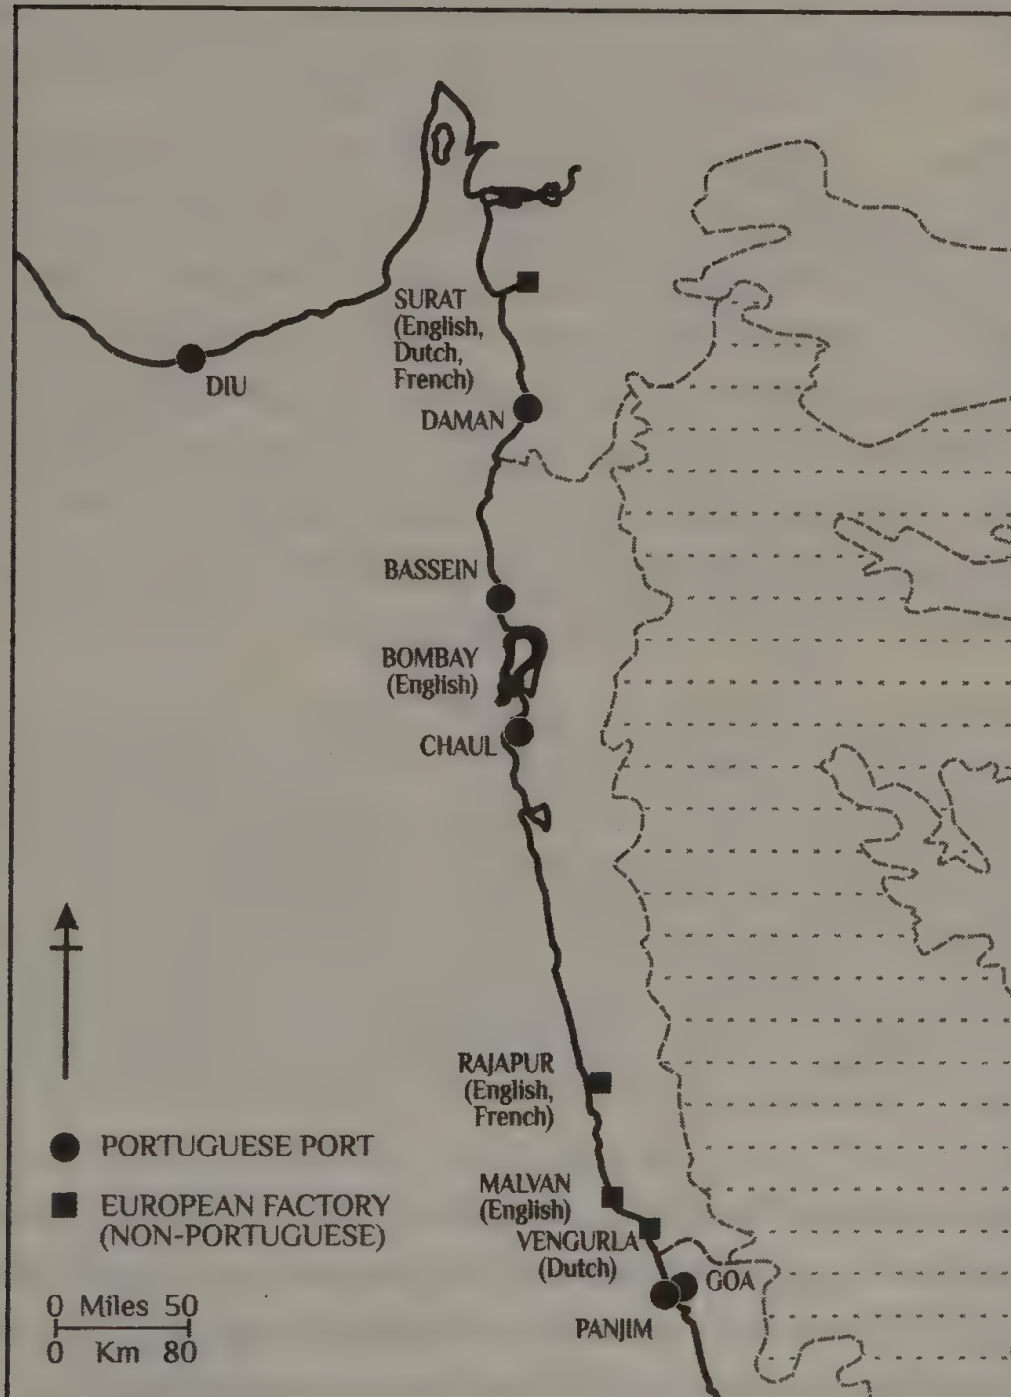 SURAT
(English,
Dutch,
French)
DIU
DAMAN
BASSEIN
BOMBAY
(English)
CHAUL
RAJAPUR
(English,
French)
PORTUGUESE PORT
MALVAN
(English)
EUROPEAN FACTORY
(NON-PORTUGUESE)
VENGURLA
(Dutch)
GOA
PANJIM
0 Miles 50
0 Km 80